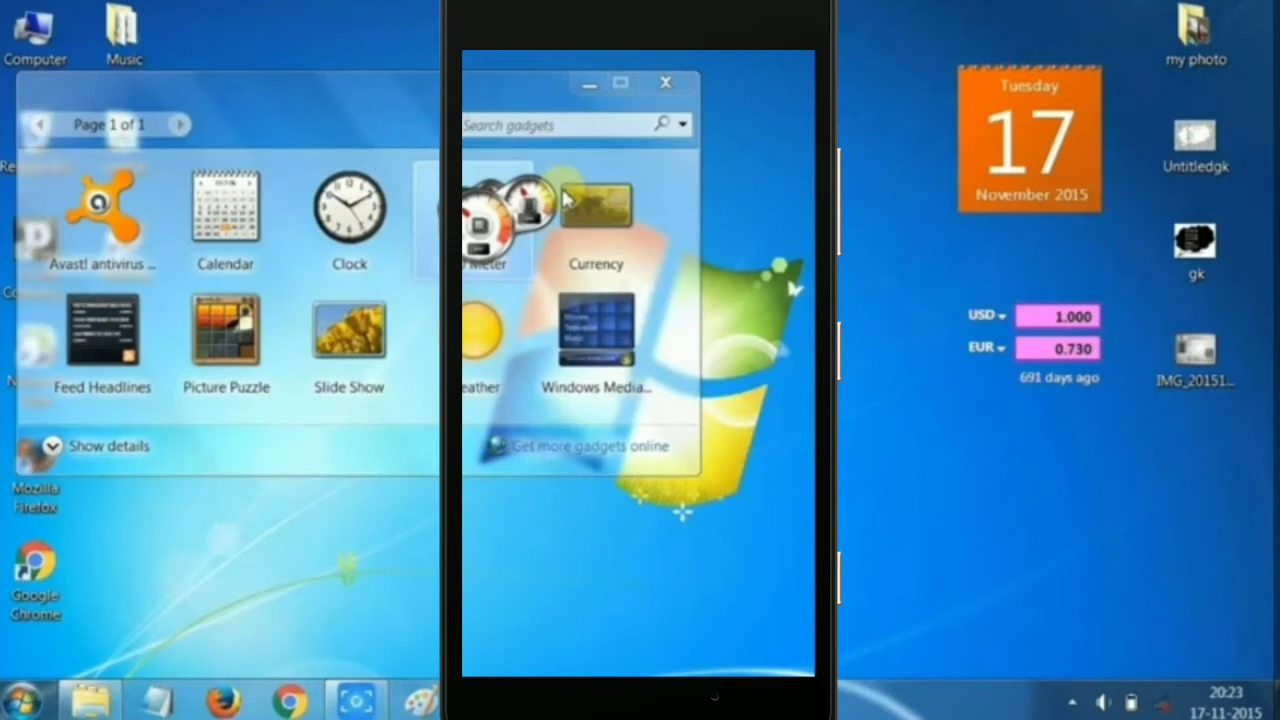 Computer
Music
my photo
Page 1 of 1
Search gadgets
Tuesday
17
November 2015
Untitledgk
Avast! antivirus ...
Calendar
Clock
Meter
Currency
gk
USD
1.000
EUR
0.730
691 days ago
Feed Headlines
Picture Puzzle
Slide Show
eather
Windows Media...
IMG_20151...
Show details
Get more gadgets online
Mozilla
Firefox
Google
Chrome
20:23
17-11-2015